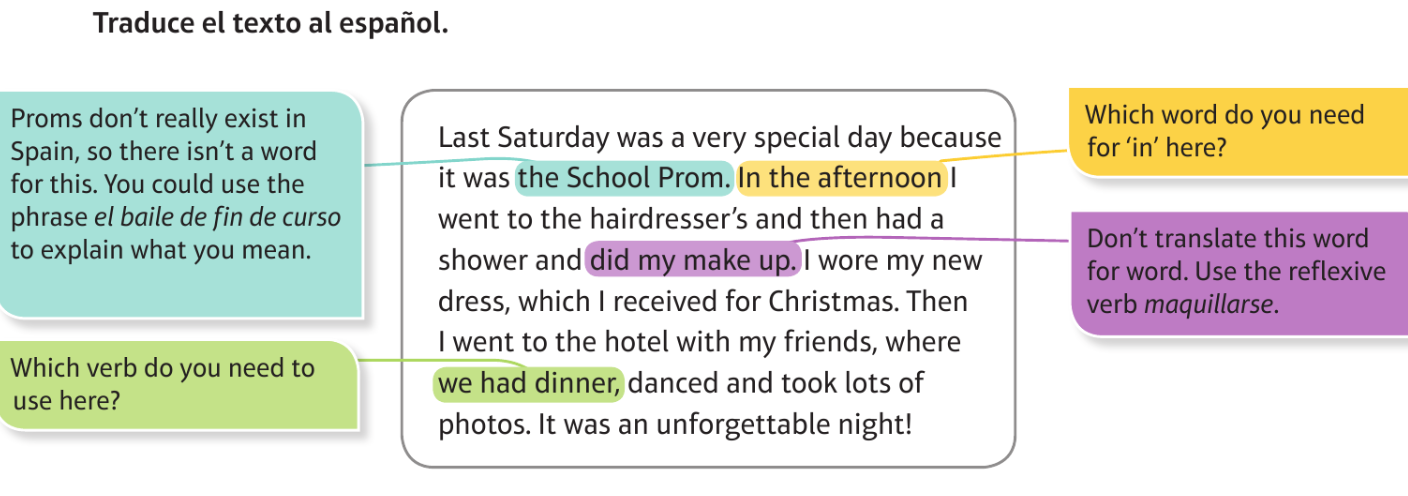 Traduce el texto al español.
Proms don’t really exist in
Spain, so there isn’t a word
for this. You could use the
phrase el baile de fin de curso
to explain what you mean.
Which verb do you need to
use here?
Last Saturday was a very special day because
it was the School Prom. In the afternoon I
went to the hairdresser’s and then had a
shower and did my make up. I wore my new
dress, which I received for Christmas. Then
I went to the hotel with my friends, where
we had dinner, danced and took lots of
photos. It was an unforgettable night!
Which word do you need
for ‘in’ here?
Don’t translate this word
for word. Use the reflexive
verb maquillarse.